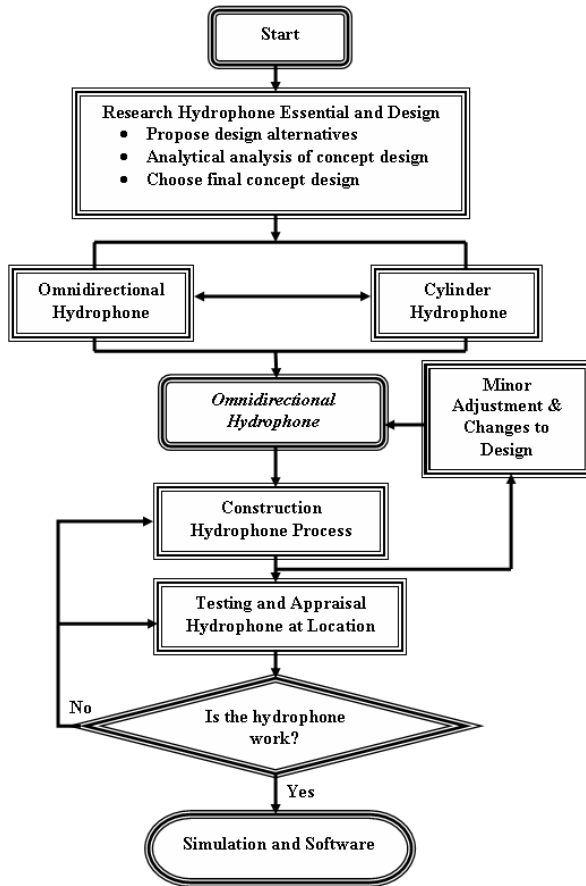 Start
Research Hydrophone Essential and Design
• Propose design alternatives
• Analytical analysis of concept design
• Choose final concept design
Omnidirectional
Hydrophone
Cylinder
Hydrophone
Omnidirectional
Hydrophone
Minor
Adjustment &
Changes to
Design
Construction
Hydrophone Process
Testing and Appraisal
Hydrophone at Location
No
Is the hydrophone
work?
Yes
Simulation and Software